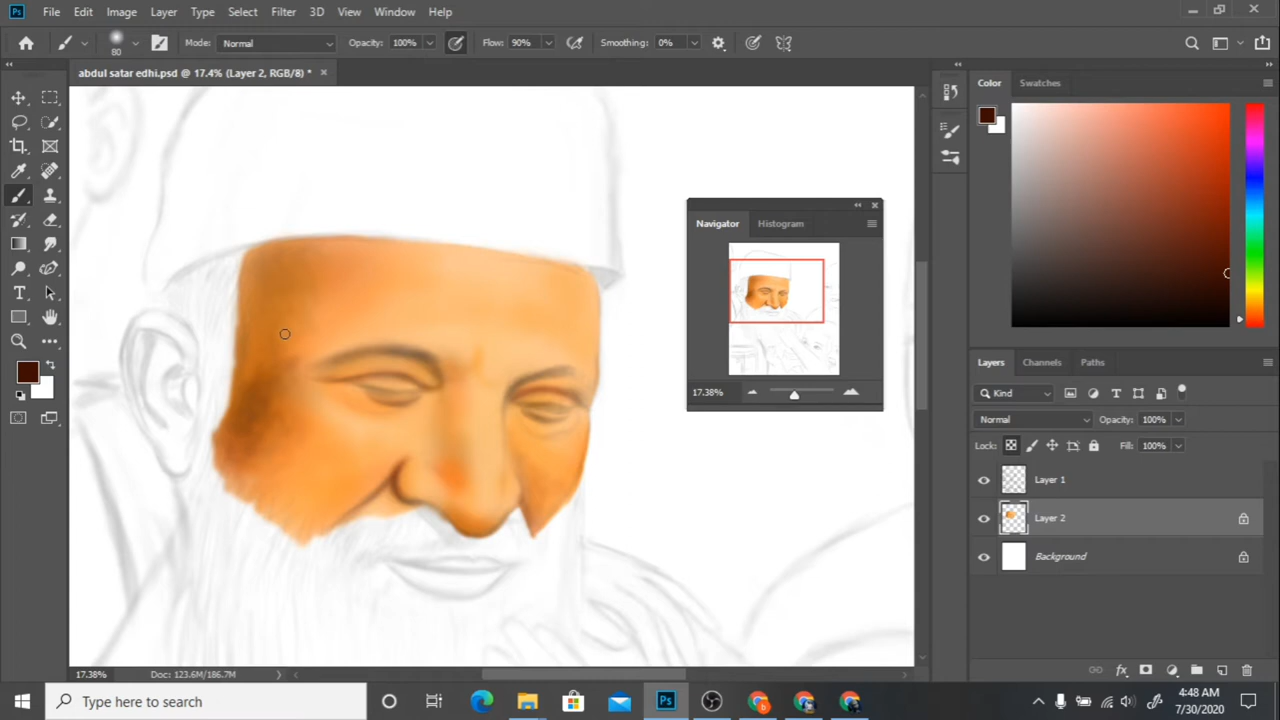 Ps File Edit Image Layer Type Select Filter 3D View Window Help
80 Mode: Normal Opacity: 100% Flow: 90% Smoothing: 0%
abdul satar edhi.psd @ 17.4% (Layer 2, RGB/8) *
Color Swatches
Navigator Histogram
17.38%
Layers Channels Paths
Kind
Normal Opacity: 100%
Lock: Fill: 100%
Layer 1
Layer 2
Background
17.38% Doc: 123.6M/186.7M
Type here to search
Ps
b
4:48 AM
7/30/2020